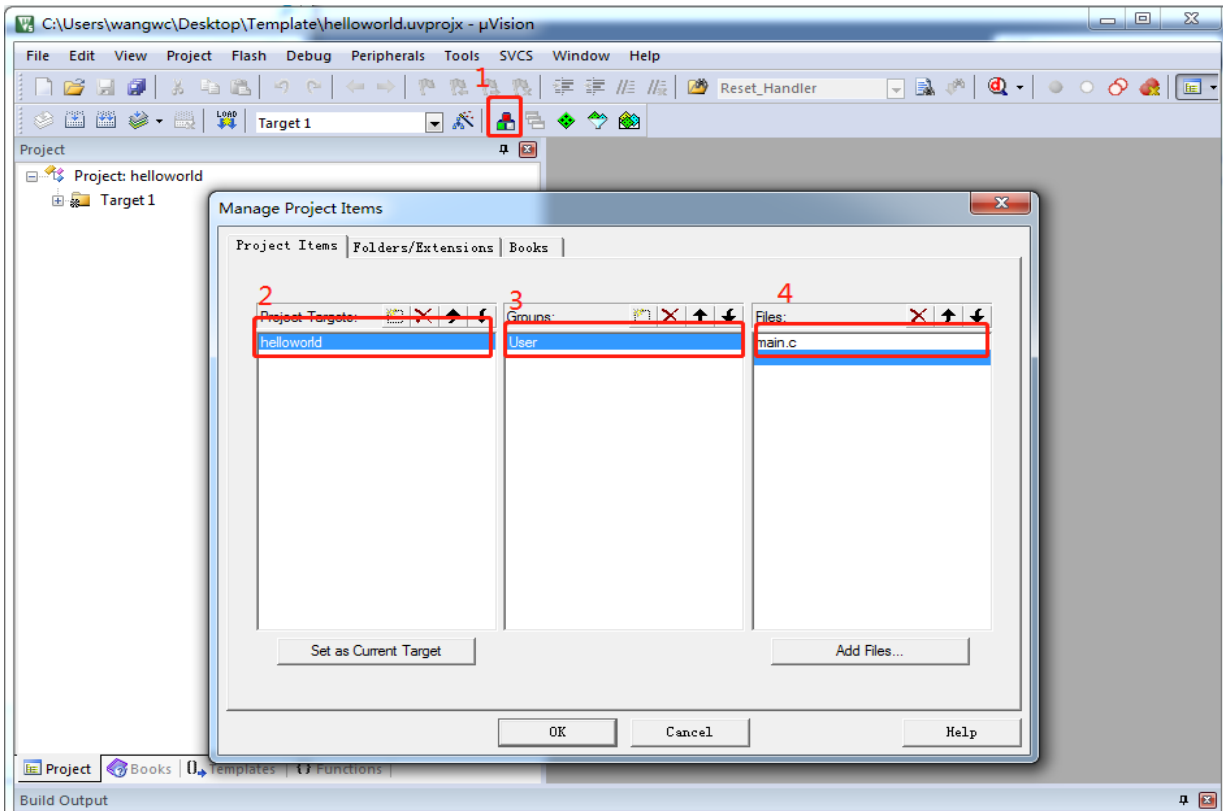 C:\Users\wangwc\Desktop\Template\helloworld.uvprojx - µVision
File Edit View Project Flash Debug Peripherals Tools SVCS Window Help
1
Reset_Handler
LOAD
Target 1
Project
Project: helloworld
Target 1
Manage Project Items
Project Items Folders/Extensions Books
2 3 4
Project Targets: Groups: Files:
helloworld User main.c
Set as Current Target Add Files...
OK Cancel Help
Project Books Templates Functions
Build Output